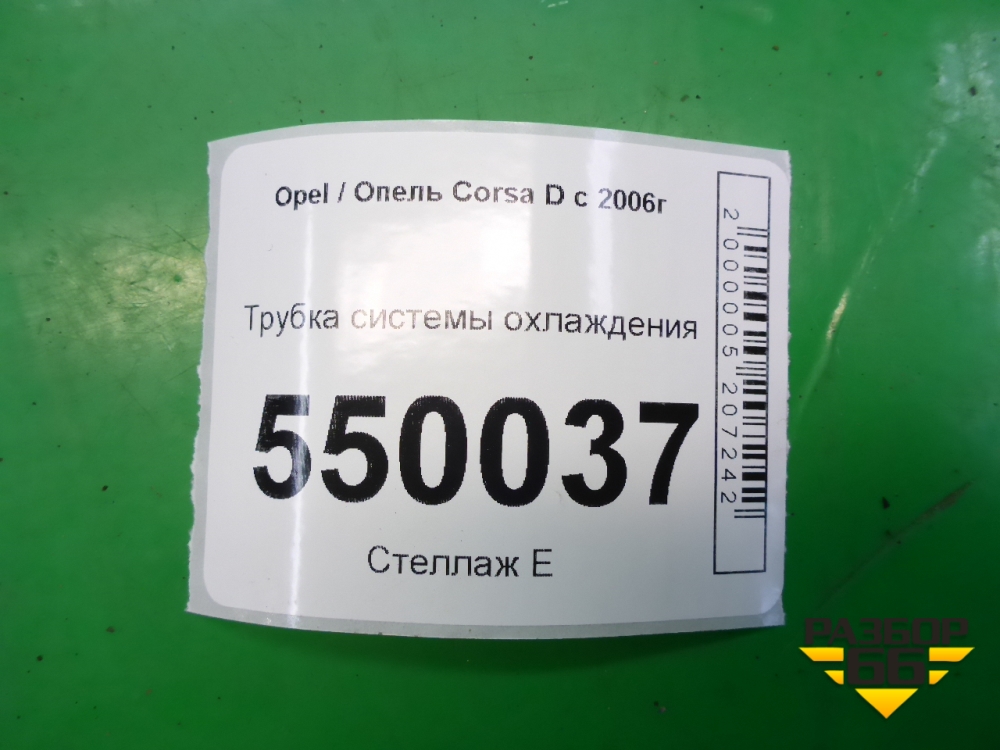 Opel / Опель Corsa D с 2006г
Трубка системы охлаждения
550037
Стеллаж Е
2000005207242
РАЗБОР
66